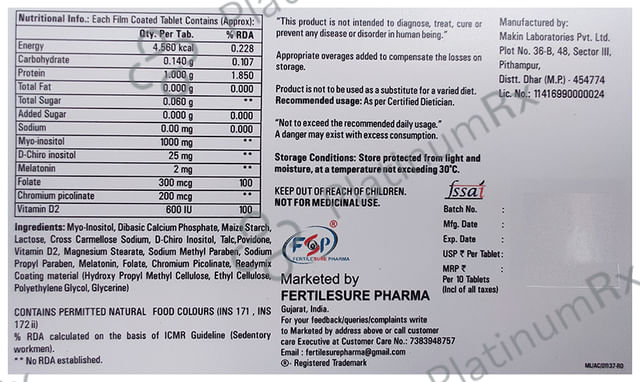 Nutritional Info.: Each Film Coated Tablet Contains (Approx):
Qty. Per Tab. % RDA
Energy 4.560 kcal 0.228
Carbohydrate 0.140 g 0.107
Protein 1.000 g 1.850
Total Fat 0.000 g 0.000
Total Sugar 0.060 g **
Added Sugar 0.000 g 0.000
Sodium 0.00 mg 0.000
Myo-inositol 1000 mg **
D-Chiro inositol 25 mg **
Melatonin 2 mg **
Folate 300 mcg 100
Chromium picolinate 200 mcg **
Vitamin D2 600 IU 100
Ingredients: Myo-Inositol, Dibasic Calcium Phosphate, Maize Starch,
Lactose, Cross Carmellose Sodium, D-Chiro Inositol, Talc,Povidone,
Vitamin D2, Magnesium Stearate, Sodium Methyl Paraben, Sodium
Propyl Paraben, Melatonin, Folate, Chromium Picolinate, Readymix
Coating material (Hydroxy Propyl Methyl Cellulose, Ethyl Cellulose,
Polyethylene Glycol, Glycerine)
CONTAINS PERMITTED NATURAL FOOD COLOURS (INS 171 , INS
172 ii)
% RDA calculated on the basis of ICMR Guideline (Sedentory
workmen).
** No RDA established.
"This product is not intended to diagnose, treat, cure or
prevent any disease or disorder in human being."
Appropriate overages added to compensate the losses on
storage.
Product is not to be used as a substitute for a varied diet.
Recommended usage: As per Certified Dietician.
"Not to exceed the recommended daily usage."
A danger may exist with excess consumption.
Storage Conditions: Store protected from light and
moisture, at a temperature not exceeding 30°C.
KEEP OUT OF REACH OF CHILDREN.
NOT FOR MEDICINAL USE.
FSP ®
FERTILESURE PHARMA
Marketed by
FERTILESURE PHARMA
Gujarat, India.
For your feedback/queries/complaints write
to Marketed by address above or call customer
care Executive at Customer Care No.: 7383948757
Email : fertilesurepharma@gmail.com
®- Registered Trademark
Manufactured by:
Makin Laboratories Pvt. Ltd.
Plot No. 36-B, 48, Sector III,
Pithampur,
Distt. Dhar (M.P.) - 454774
Lic. No.: 11416990000024
fssai
Batch No. :
Mfg. Date :
Exp. Date :
USP ₹ Per Tablet :
MRP ₹ :
Per 10 Tablets
(Incl of all taxes)
PlatinumRx
PlatinumRx
PlatinumRx